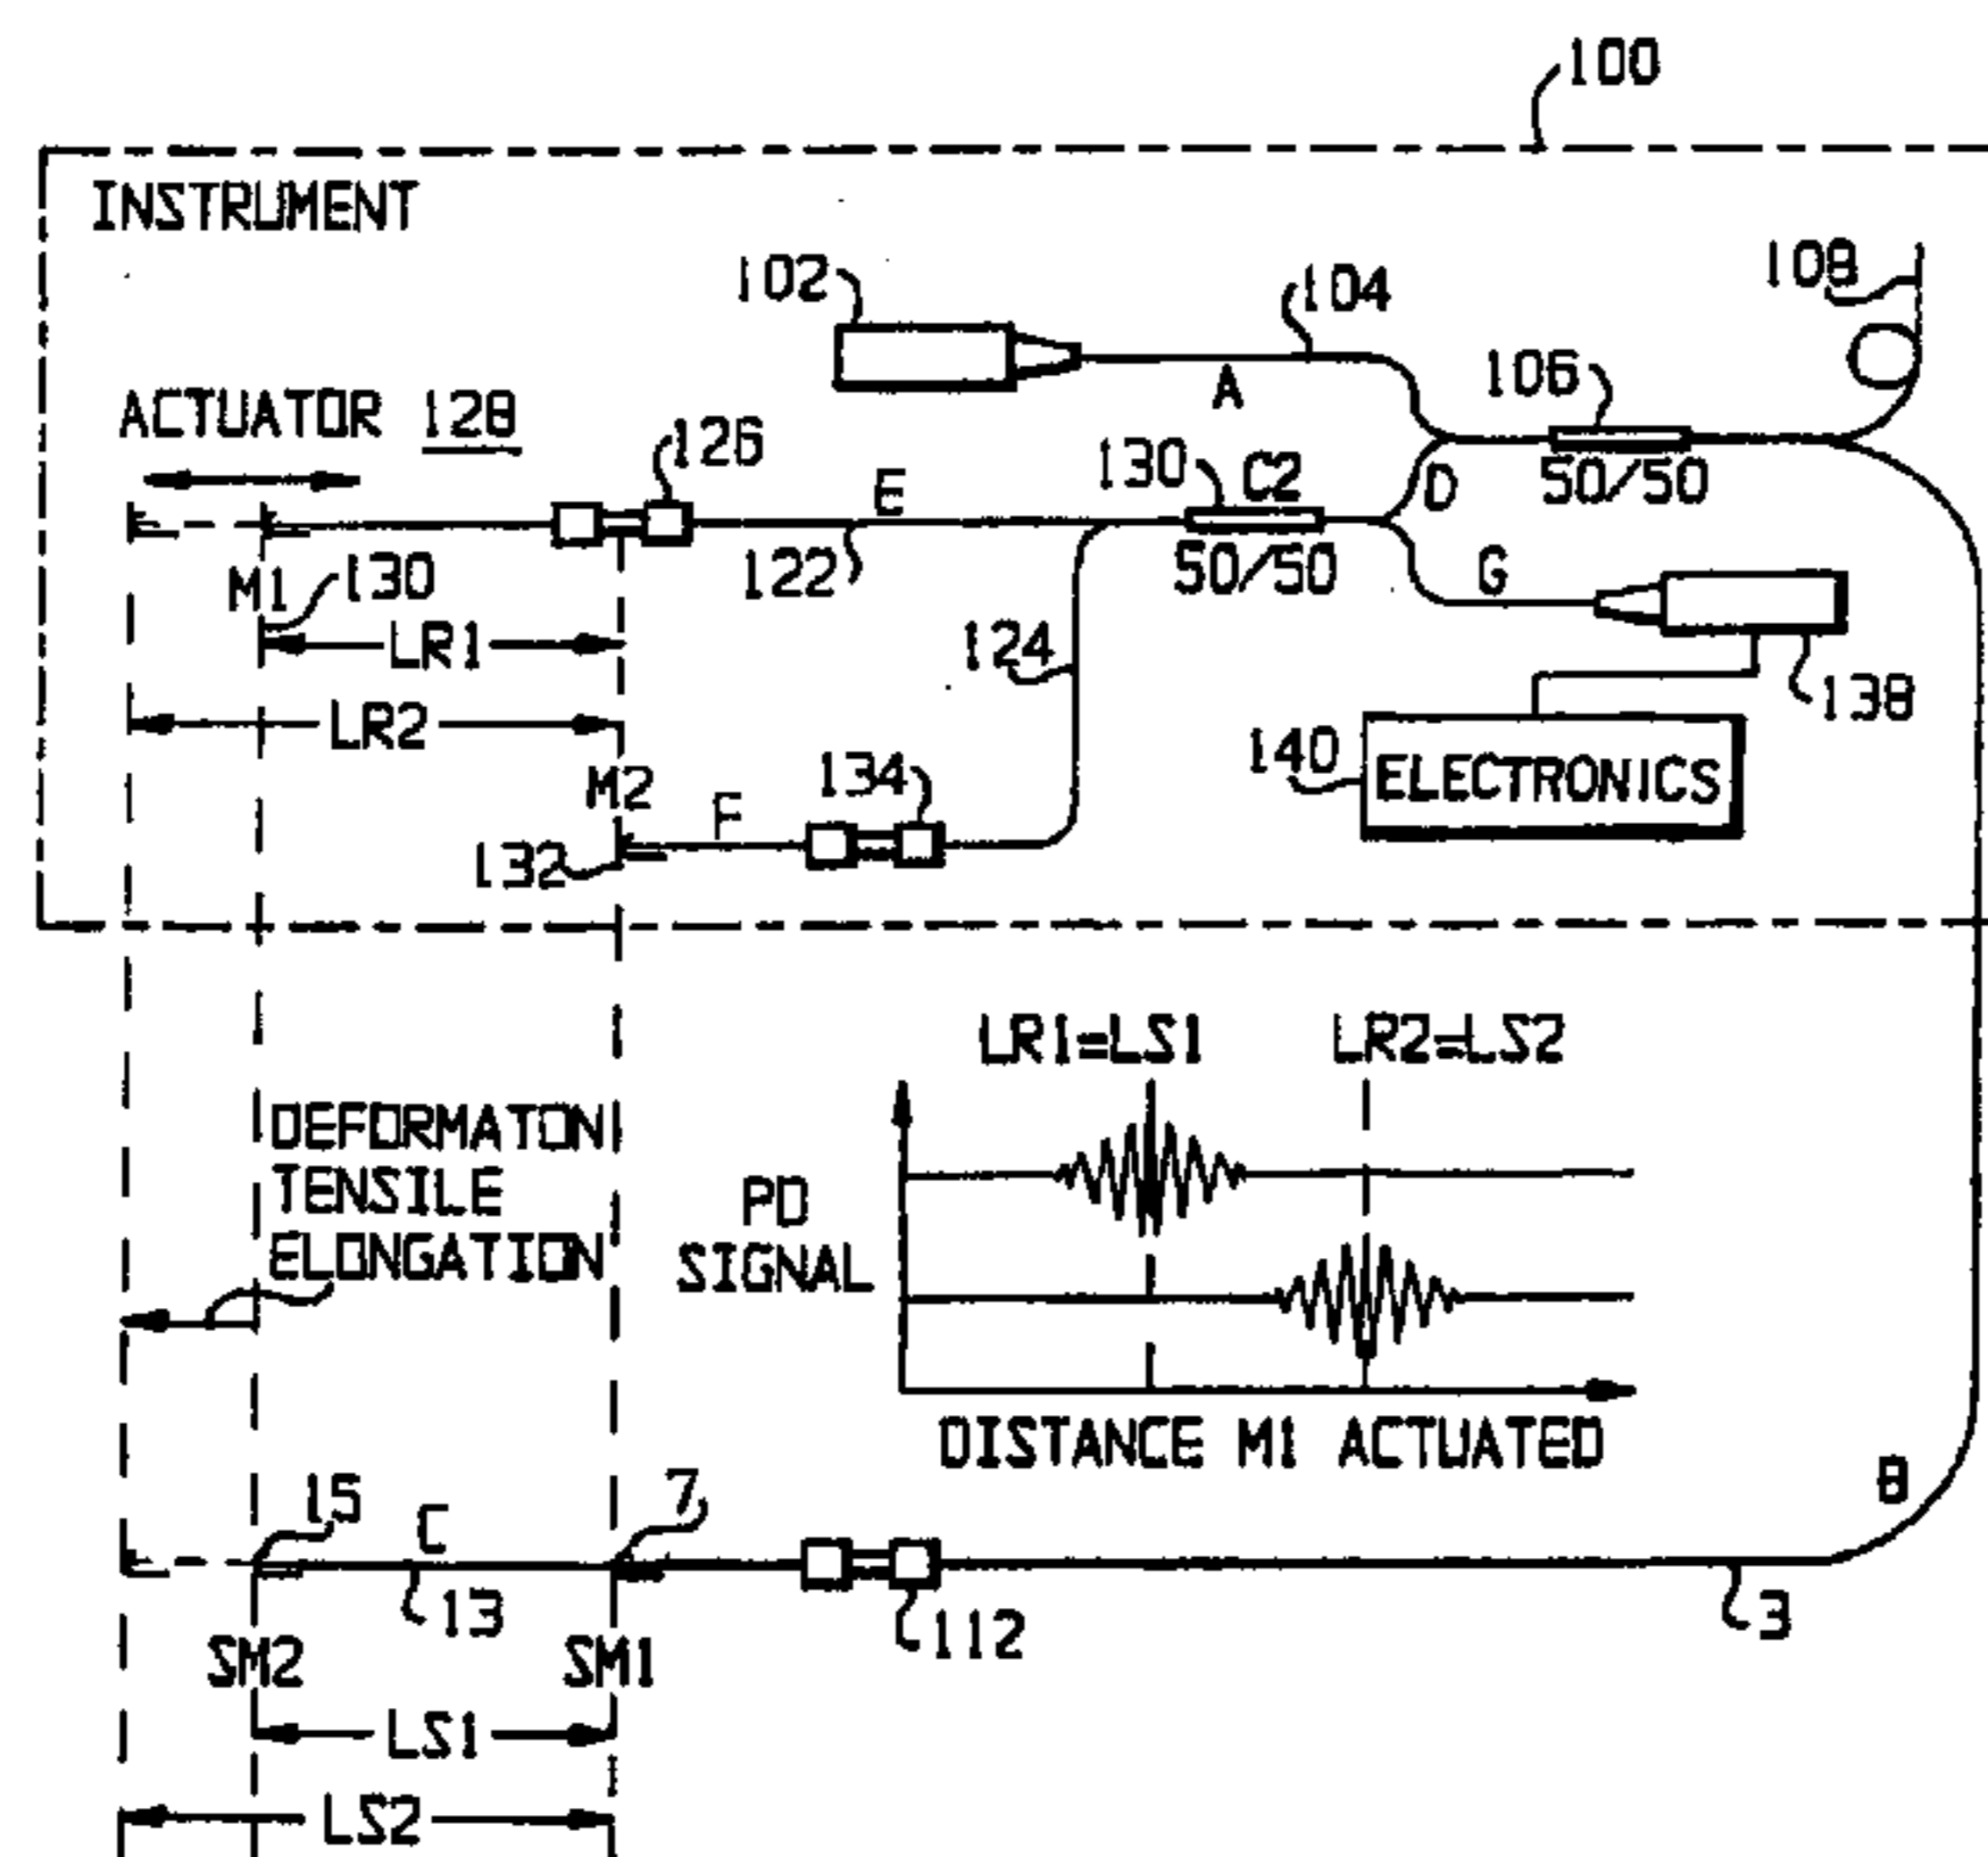 100
INSTRUMENT
102
104
108
106
50/50
A
ACTUATOR 128
126
E
130
C2
D
50/50
122
G
M1
130
LR1
124
138
LR2
140
ELECTRONICS
M2
F
134
132
LR1=LS1
LR2=LS2
DEFORMATON
TENSILE
ELONGATION
PD
SIGNAL
DISTANCE M1 ACTUATED
B
15
C
7
13
112
3
SM2
SM1
LS1
LS2